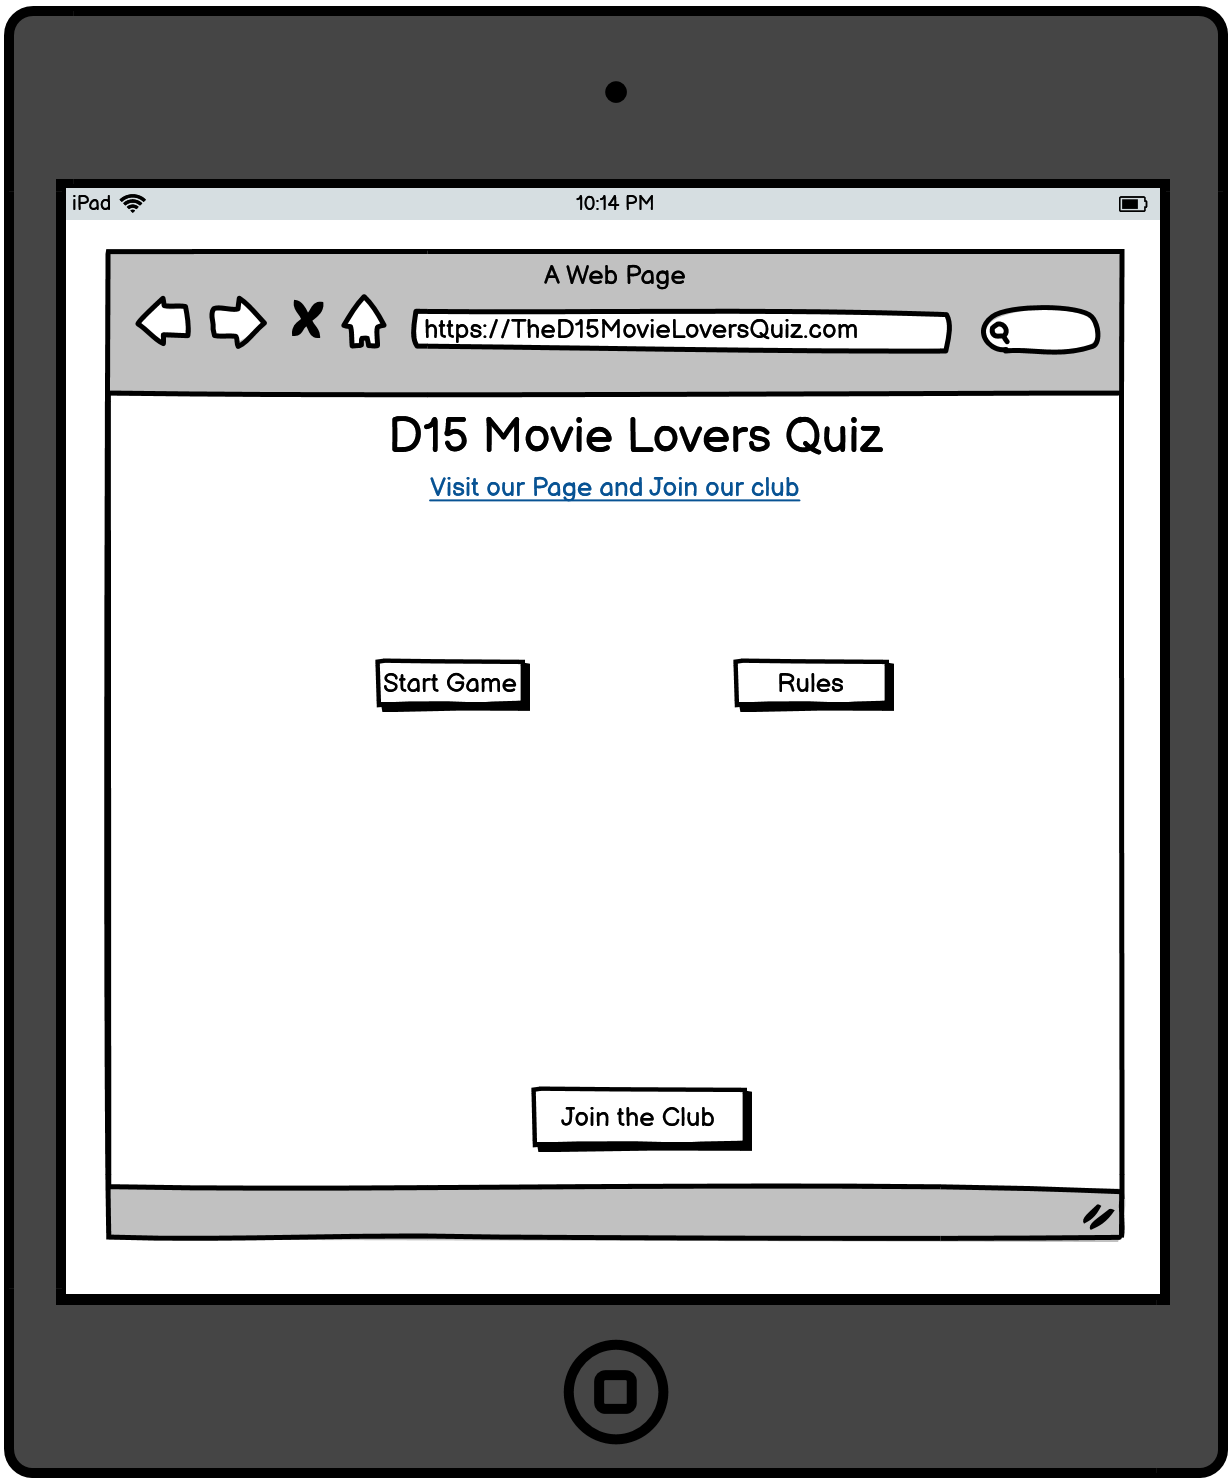 iPad 10:14 PM
A Web Page
https://TheD15MovieLoversQuiz.com
D15 Movie Lovers Quiz
Visit our Page and Join our club
Start Game Rules
Join the Club